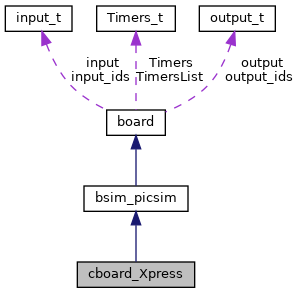 input_t
Timers_t
output_t
input
input_ids
Timers
TimersList
output
output_ids
board
bsim_picsim
cboard_Xpress